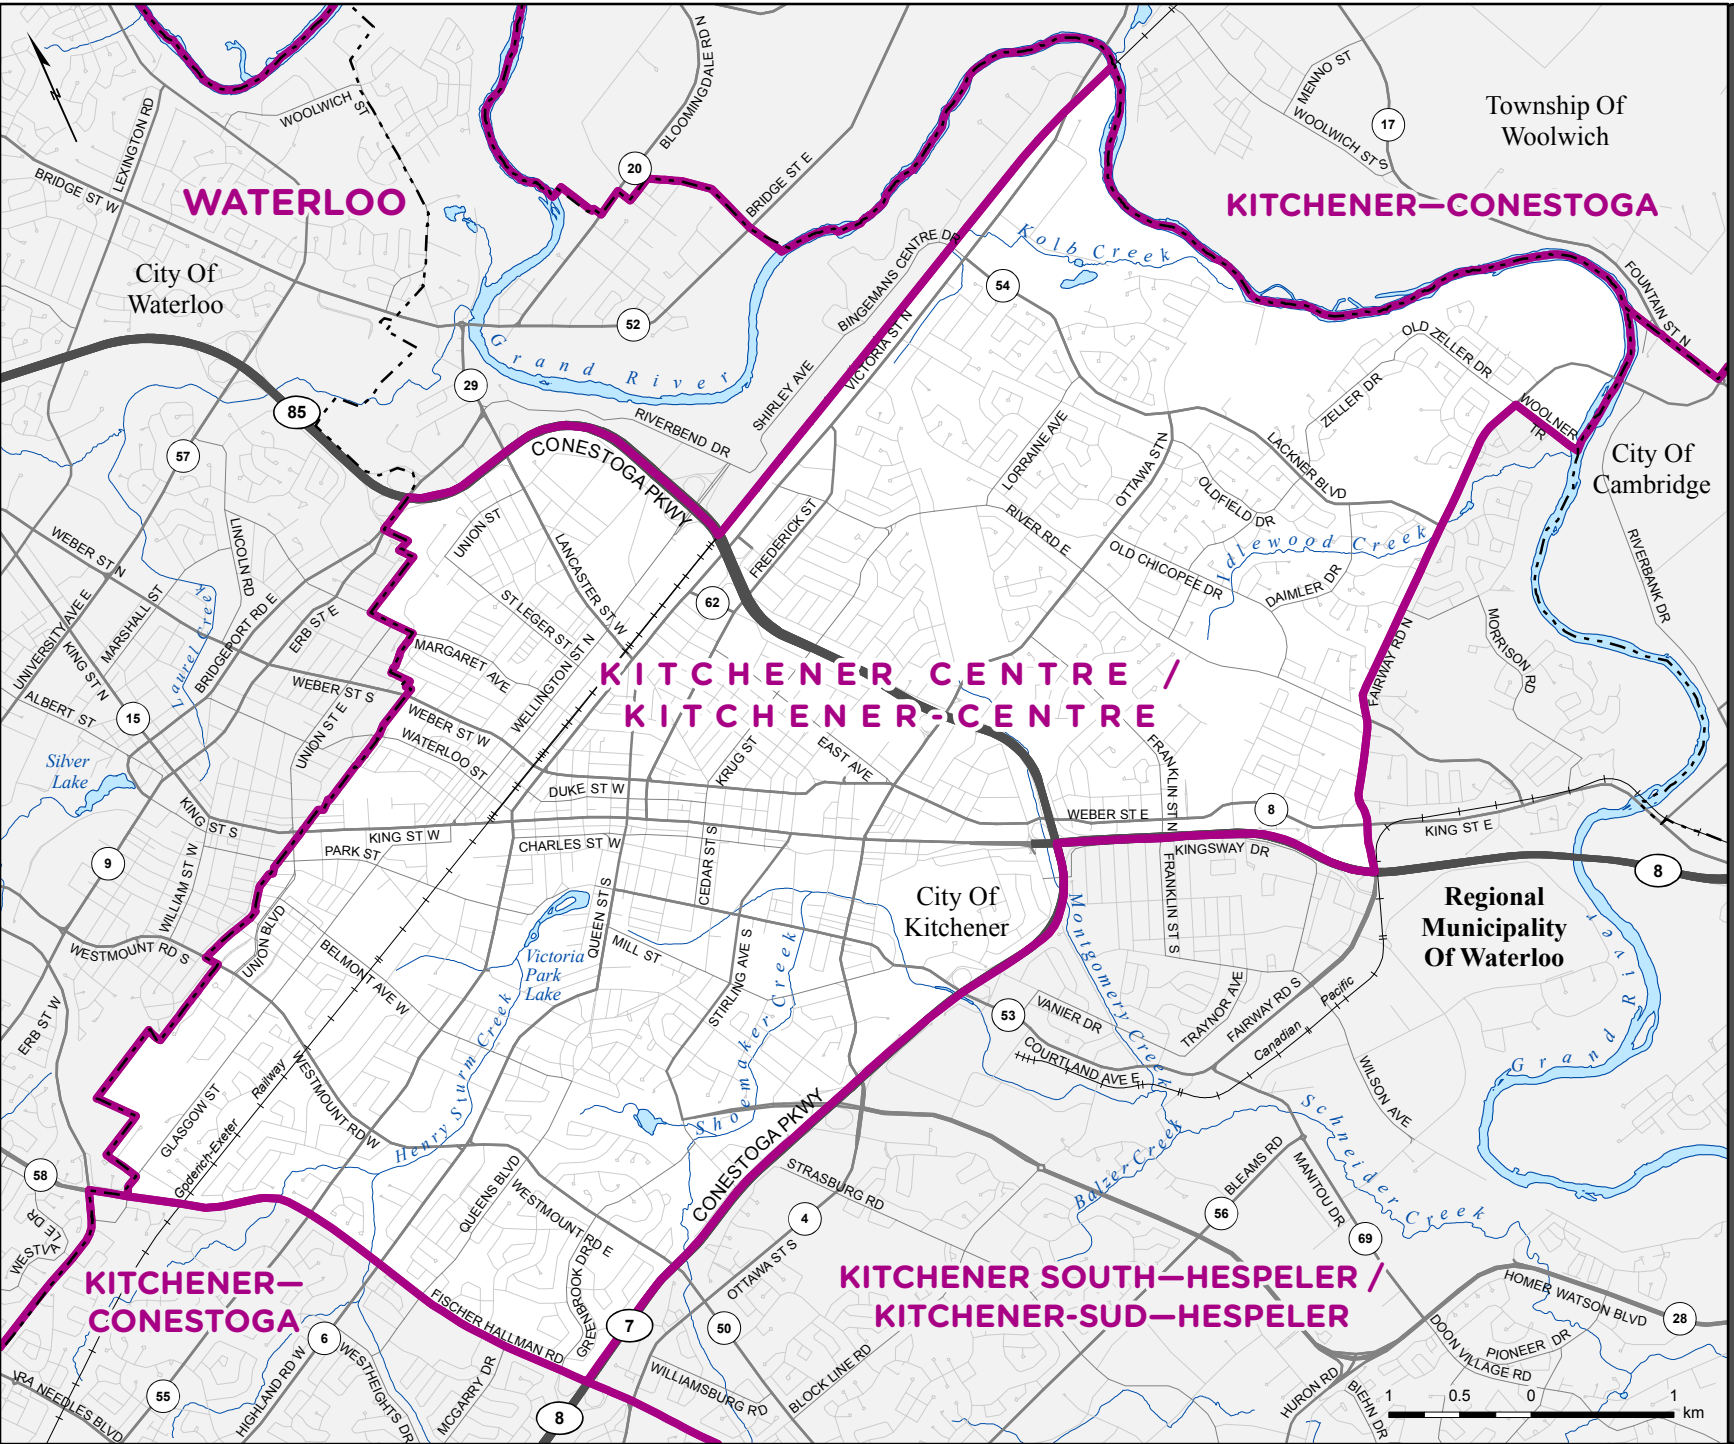 N
LEXINGTON RD
WOOLWICH ST
BLOOMINGDALE RD N
20
BRIDGE ST E
BRIDGE ST W
WATERLOO
City Of
Waterloo
MENNO ST
WOOLWICH ST S
17
Township Of
Woolwich
KITCHENER—CONESTOGA
Kolb Creek
BINGEMANS CENTRE DR
54
FOUNTAIN ST N
52
Grand River
VICTORIA ST N
SHIRLEY AVE
OLD ZELLER DR
ZELLER DR
WOOLNER TR
29
85
RIVERBEND DR
CONESTOGA PKWY
57
LORRAINE AVE
OTTAWA ST N
LACKNER BLVD
OLDFIELD DR
City Of
Cambridge
WEBER ST N
LINCOLN RD
UNION ST
LANCASTER ST W
FREDERICK ST
RIVER RD E
OLD CHICOPEE DR
Idlewood Creek
DAIMLER DR
RIVERBANK DR
62
UNIVERSITY AVE E
MARSHALL ST
KING ST N
Laurel Creek
BRIDGEPORT RD E
ERB ST E
ST LEGER ST
MARGARET AVE
WELLINGTON ST N
MORRISON RD
FAIRWAY RD N
KITCHENER CENTRE /
KITCHENER-CENTRE
ALBERT ST
15
WEBER ST S
UNION ST E
WEBER ST W
WATERLOO ST
KRUG ST
EAST AVE
FRANKLIN ST N
Silver
Lake
KING ST S
DUKE ST W
WEBER ST E
8
KING ST E
KING ST W
PARK ST
CHARLES ST W
CEDAR ST S
KINGSWAY DR
9
WILLIAM ST W
FRANKLIN ST S
8
City Of
Kitchener
Regional
Municipality
Of Waterloo
WESTMOUNT RD S
UNION BLVD
BELMONT AVE W
QUEEN ST S
MILL ST
Victoria
Park
Lake
STIRLING AVE S
Shoemaker Creek
Montgomery Creek
TRAYNOR AVE
FAIRWAY RD S
Canadian Pacific
Grand River
ERB ST W
53
VANIER DR
COURTLAND AVE E
WILSON AVE
GLASGOW ST
Goderich-Exeter Railway
WESTMOUNT RD W
Henry Sturm Creek
CONESTOGA PKWY
Schneider Creek
Balzer Creek
58
QUEENS BLVD
WESTMOUNT RD E
STRASBURG RD
BLEAMS RD
MANITOU DR
56
4
69
WESTVALE DR
GREENBROOK DR
OTTAWA ST S
KITCHENER—
CONESTOGA
KITCHENER SOUTH—HESPELER /
KITCHENER-SUD—HESPELER
HOMER WATSON BLVD
28
FISCHER HALLMAN RD
7
50
6
HIGHLAND RD W
WESTHEIGHTS DR
MCGARRY DR
WILLIAMSBURG RD
BLOCK LINE RD
DOON VILLAGE RD
PIONEER DR
IRA NEEDLES BLVD
55
8
HURON RD
BIEHN DR
1 0.5 0 1
km